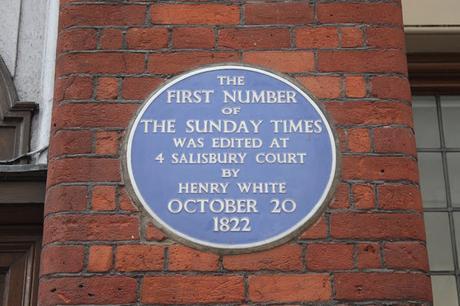 THE
FIRST NUMBER
OF
THE SUNDAY TIMES
WAS EDITED AT
4 SALISBURY COURT
BY
HENRY WHITE
OCTOBER 20
1822